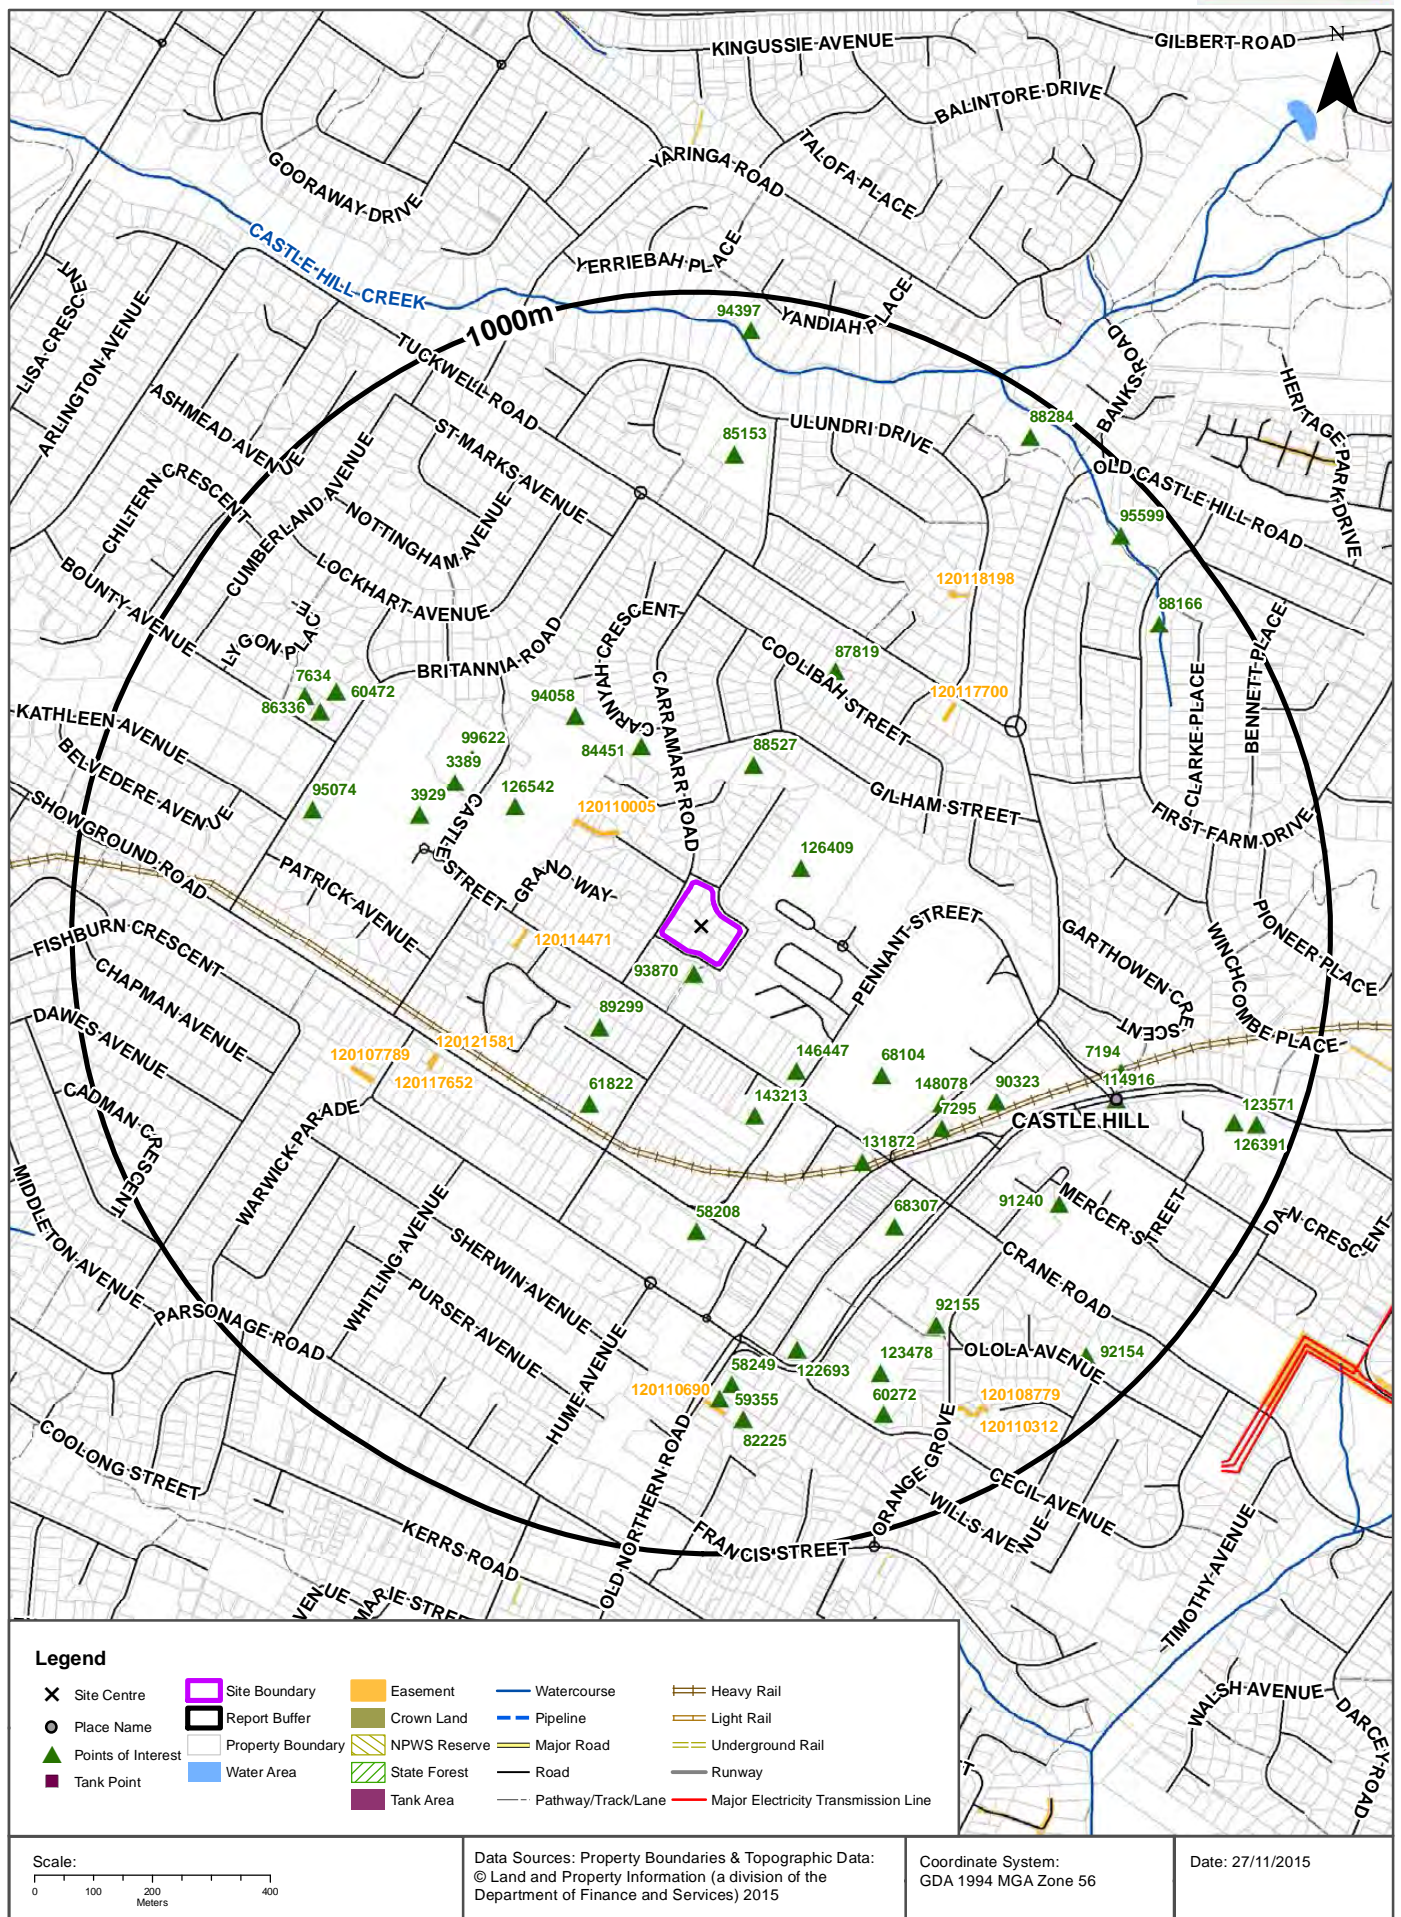 KINGUSSIE AVENUE
GILBERT ROAD
N
BALINTORE DRIVE
TALOFA PLACE
YARINGA ROAD
GOORAWAY DRIVE
CASTLE HILL CREEK
YERRIEBAH PLACE
LISA CRESCENT
ARLINGTON AVENUE
1000m
94397
YANDIAH PLACE
TUCKWELL ROAD
BANKS ROAD
HERITAGE PARK DRIVE
ASHMEAD AVENUE
ST MARKS AVENUE
85153
ULUNDRI DRIVE
88284
OLD CASTLE HILL ROAD
CHILTERN CRESCENT
CUMBERLAND AVENUE
NOTTINGHAM AVENUE
95599
BOUNTY AVENUE
LOCKHART AVENUE
120118198
88166
LYGON PLACE
BRITANNIA ROAD
CARINYAH CRESCENT
CARRAMARR ROAD
COOLIBAH STREET
87819
120117700
CLARKE PLACE
BENNETT PLACE
7634
60472
86336
94058
KATHLEEN AVENUE
BELVEDERE AVENUE
99622
84451
88527
3389
95074
3929
126542
120110005
GILHAM STREET
FIRST FARM DRIVE
SHOWGROUND ROAD
CASTLE STREET
PATRICK AVENUE
GRAND WAY
126409
PENNANT STREET
PIONEER PLACE
WINCHCOMBE PLACE
GARTHOWEN CRESCENT
FISHBURN CRESCENT
120114471
93870
CHAPMAN AVENUE
DAWES AVENUE
89299
120121581
120107789
120117652
146447
68104
7194
148078
90323
114916
CASTLE HILL
CADMAN CRESCENT
61822
143213
7295
123571
126391
WARWICK PARADE
131872
MIDDLETON AVENUE
WHITLING AVENUE
58208
68307
91240
MERCER STREET
DAN CRESCENT
SHERWIN AVENUE
CRANE ROAD
PURSER AVENUE
PARSONAGE ROAD
HUME AVENUE
92155
OLOLA AVENUE
92154
58249
122693
123478
120110690
59355
60272
120108779
120110312
82225
OLD NORTHERN ROAD
ORANGE GROVE
COOLONG STREET
CECIL AVENUE
WILLS AVENUE
KERRS ROAD
FRANCIS STREET
TIMOTHY AVENUE
MARIE STREE
VEN
UE
WALSH AVENUE
DARCEY ROAD
T
Legend
Site Centre
Site Boundary
Easement
Watercourse
Heavy Rail
Place Name
Report Buffer
Crown Land
Pipeline
Light Rail
Points of Interest
Property Boundary
NPWS Reserve
Major Road
Underground Rail
Tank Point
Water Area
State Forest
Road
Runway
Tank Area
Pathway/Track/Lane
Major Electricity Transmission Line
Scale:
0 100 200 400
Meters
Data Sources: Property Boundaries & Topographic Data:
© Land and Property Information (a division of the
Department of Finance and Services) 2015
Coordinate System:
GDA 1994 MGA Zone 56
Date: 27/11/2015